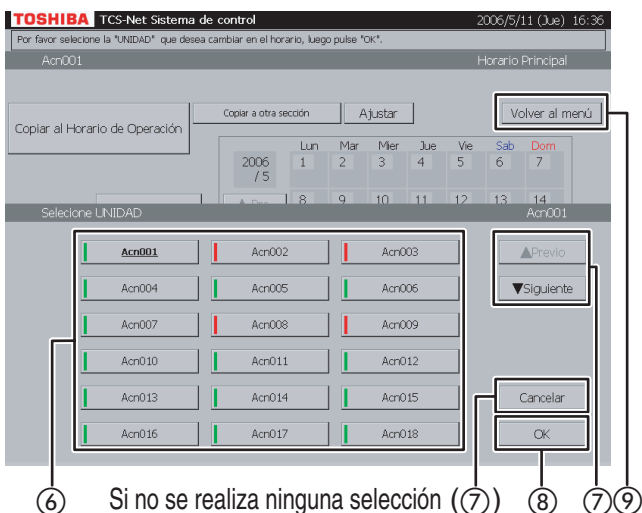 TOSHIBA TCS-Net Sistema de control 2006/5/11 (Jue) 16:36
Por favor selecione la "UNIDAD" que desea cambiar en el horario, luego pulse "OK".
Acn001 Horario Principal
Copiar al Horario de Operación Copiar a otra sección Ajustar Volver al menú
Lun Mar Mier Jue Vie Sab Dom
2006 1 2 3 4 5 6 7
/ 5
8 9 10 11 12 13 14
Selecione UNIDAD Acn001
Acn001 Acn002 Acn003 ▲Previo
Acn004 Acn005 Acn006 ▼Siguiente
Acn007 Acn008 Acn009
Acn010 Acn011 Acn012
Acn013 Acn014 Acn015 Cancelar
Acn016 Acn017 Acn018 OK
⑥ Si no se realiza ninguna selección (⑦) ⑧ ⑦ ⑨